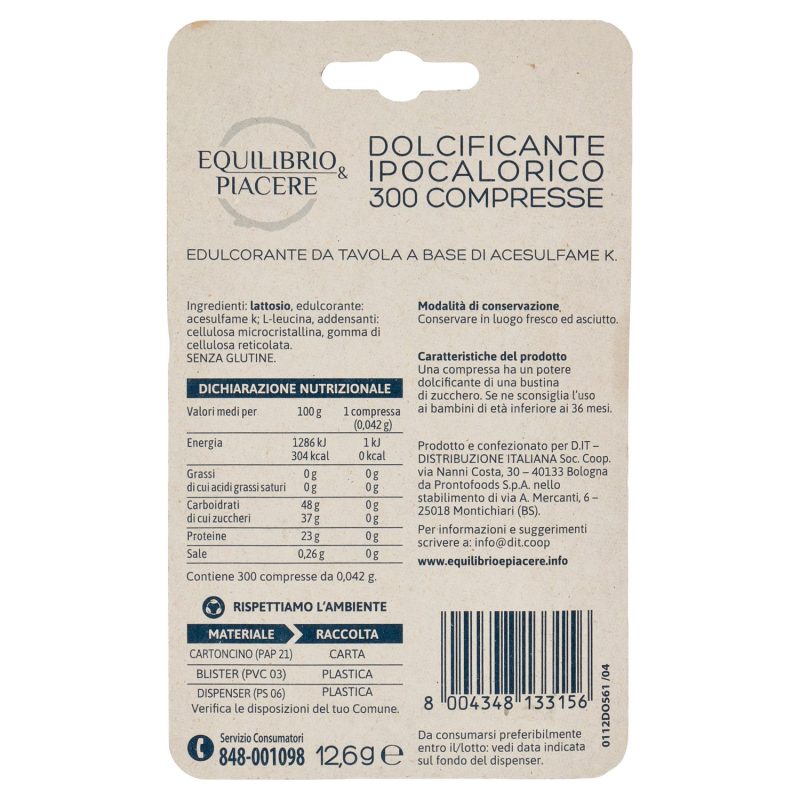 EQUILIBRIO
& PIACERE
DOLCIFICANTE
IPOCALORICO
300 COMPRESSE
EDULCORANTE DA TAVOLA A BASE DI ACESULFAME K.
Ingredienti: lattosio, edulcorante:
acesulfame k; L-leucina, addensanti:
cellulosa microcristallina, gomma di
cellulosa reticolata.
SENZA GLUTINE.
DICHIARAZIONE NUTRIZIONALE
Valori medi per 100 g 1 compressa
(0,042 g)
Energia 1286 kJ 1 kJ
304 kcal 0 kcal
Grassi 0 g 0 g
di cui acidi grassi saturi 0 g 0 g
Carboidrati 48 g 0 g
di cui zuccheri 37 g 0 g
Proteine 23 g 0 g
Sale 0,26 g 0 g
Contiene 300 compresse da 0,042 g.
RISPETTIAMO L'AMBIENTE
MATERIALE RACCOLTA
CARTONCINO (PAP 21) CARTA
BLISTER (PVC 03) PLASTICA
DISPENSER (PS 06) PLASTICA
Verifica le disposizioni del tuo Comune.
Servizio Consumatori
848-001098
12,6g e
Modalità di conservazione.
Conservare in luogo fresco ed asciutto.
Caratteristiche del prodotto
Una compressa ha un potere
dolcificante di una bustina
di zucchero. Se ne sconsiglia l'uso
ai bambini di età inferiore ai 36 mesi.
Prodotto e confezionato per D.IT –
DISTRIBUZIONE ITALIANA Soc. Coop.
via Nanni Costa, 30 – 40133 Bologna
da Prontofoods S.p.A. nello
stabilimento di via A. Mercanti, 6 –
25018 Montichiari (BS).
Per informazioni e suggerimenti
scrivere a: info@dit.coop
www.equilibrioepiacere.info
8 004348 133156
0112DO561 /04
Da consumarsi preferibilmente
entro il/lotto: vedi data indicata
sul fondo del dispenser.